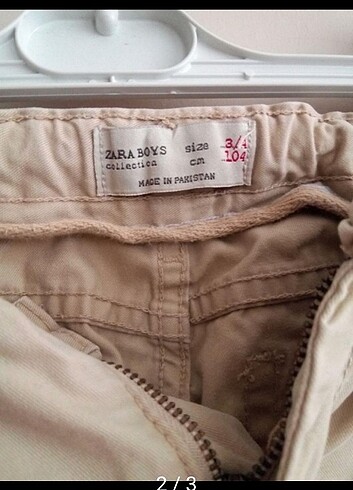 ZARA BOYS size 3/4
collection cm 104
MADE IN PAKISTAN
2 / 3